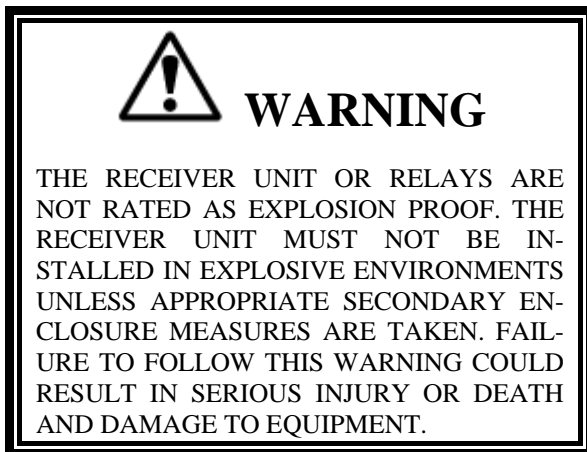 WARNING
THE RECEIVER UNIT OR RELAYS ARE
NOT RATED AS EXPLOSION PROOF. THE
RECEIVER UNIT MUST NOT BE IN-
STALLED IN EXPLOSIVE ENVIRONMENTS
UNLESS APPROPRIATE SECONDARY EN-
CLOSURE MEASURES ARE TAKEN. FAIL-
URE TO FOLLOW THIS WARNING COULD
RESULT IN SERIOUS INJURY OR DEATH
AND DAMAGE TO EQUIPMENT.